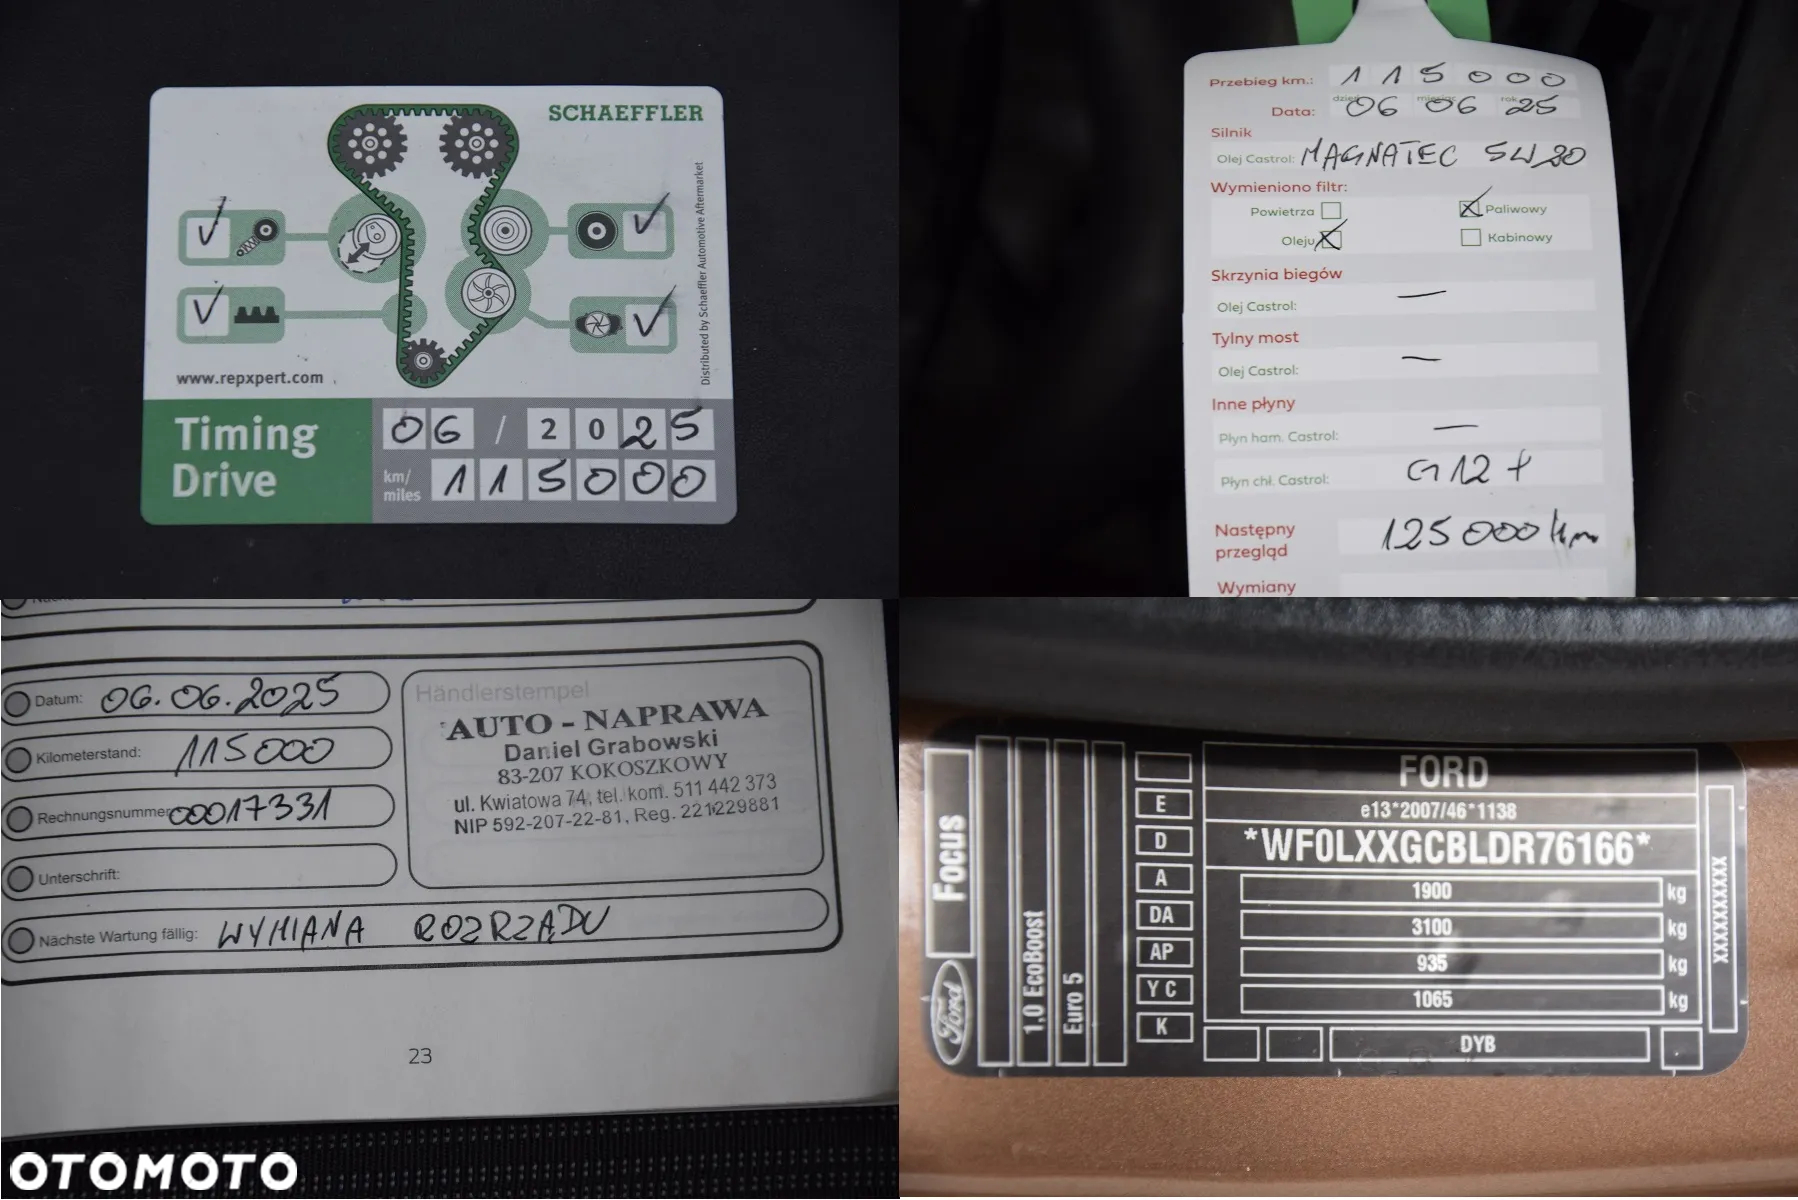 SCHAEFFLER
Distributed by Schaeffler Automotive Aftermarket
www.repxpert.com
Timing
Drive
06 / 2025
km/
miles
115000
Przebieg km.: 115000
dzień miesiąc rok
Data: 06 06 25
Silnik
Olej Castrol: MAGNATEC 5W20
Wymieniono filtr:
Powietrza Paliwowy
Oleju Kabinowy
Skrzynia biegów
Olej Castrol: —
Tylny most
Olej Castrol: —
Inne płyny
Płyn ham. Castrol: —
Płyn chł. Castrol: G12+
Następny
przegląd
125000 km
Wymiany
Datum: 06.06.2025
Kilometerstand: 115000
Rechnungsnummer 00017331
Unterschrift:
Nächste Wartung fällig: WYMIANA ROZRZĄDU
Händlerstempel
AUTO - NAPRAWA
Daniel Grabowski
83-207 KOKOSZKOWY
ul. Kwiatowa 74, tel. kom. 511 442 373
NIP 592-207-22-81, Reg. 221229881
23
OTOMOTO
Focus
Ford
1,0 EcoBoost
Euro 5
E
D
A
DA
AP
Y C
K
FORD
e13*2007/46*1138
*WF0LXXGCBLDR76166*
1900 kg
3100 kg
935 kg
1065 kg
DYB
XXXXXXXXX